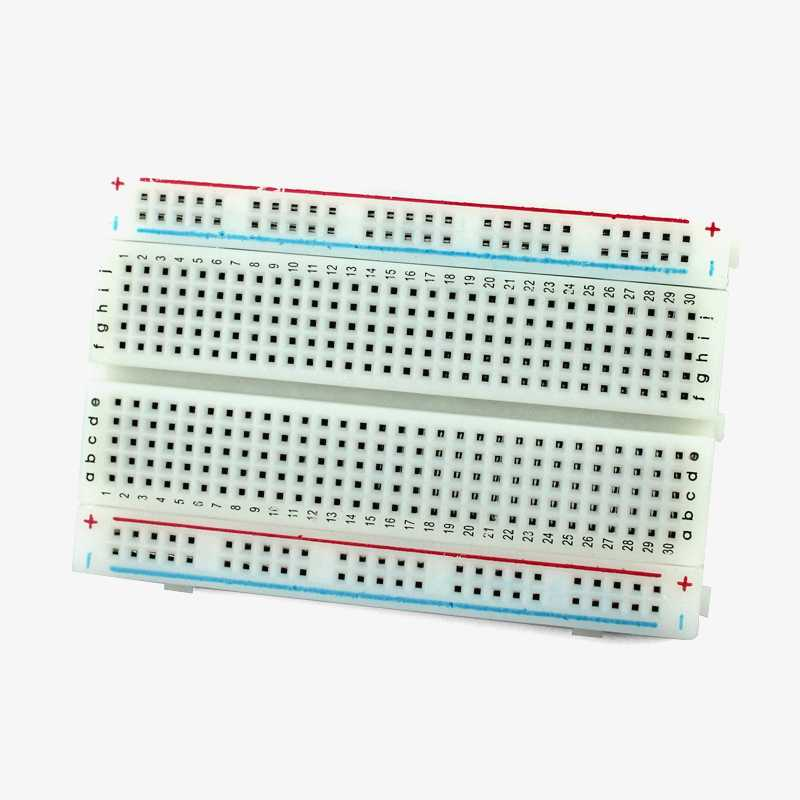 + +
- -
1 2 3 4 5 6 7 8 9 10 11 12 13 14 15 16 17 18 19 20 21 22 23 24 25 26 27 28 29 30
j j
i i
h h
g g
f f
e e
d d
c c
b b
a a
1 2 3 4 5 6 7 8 9 10 11 12 13 14 15 16 17 18 19 20 21 22 23 24 25 26 27 28 29 30
+ +
- -